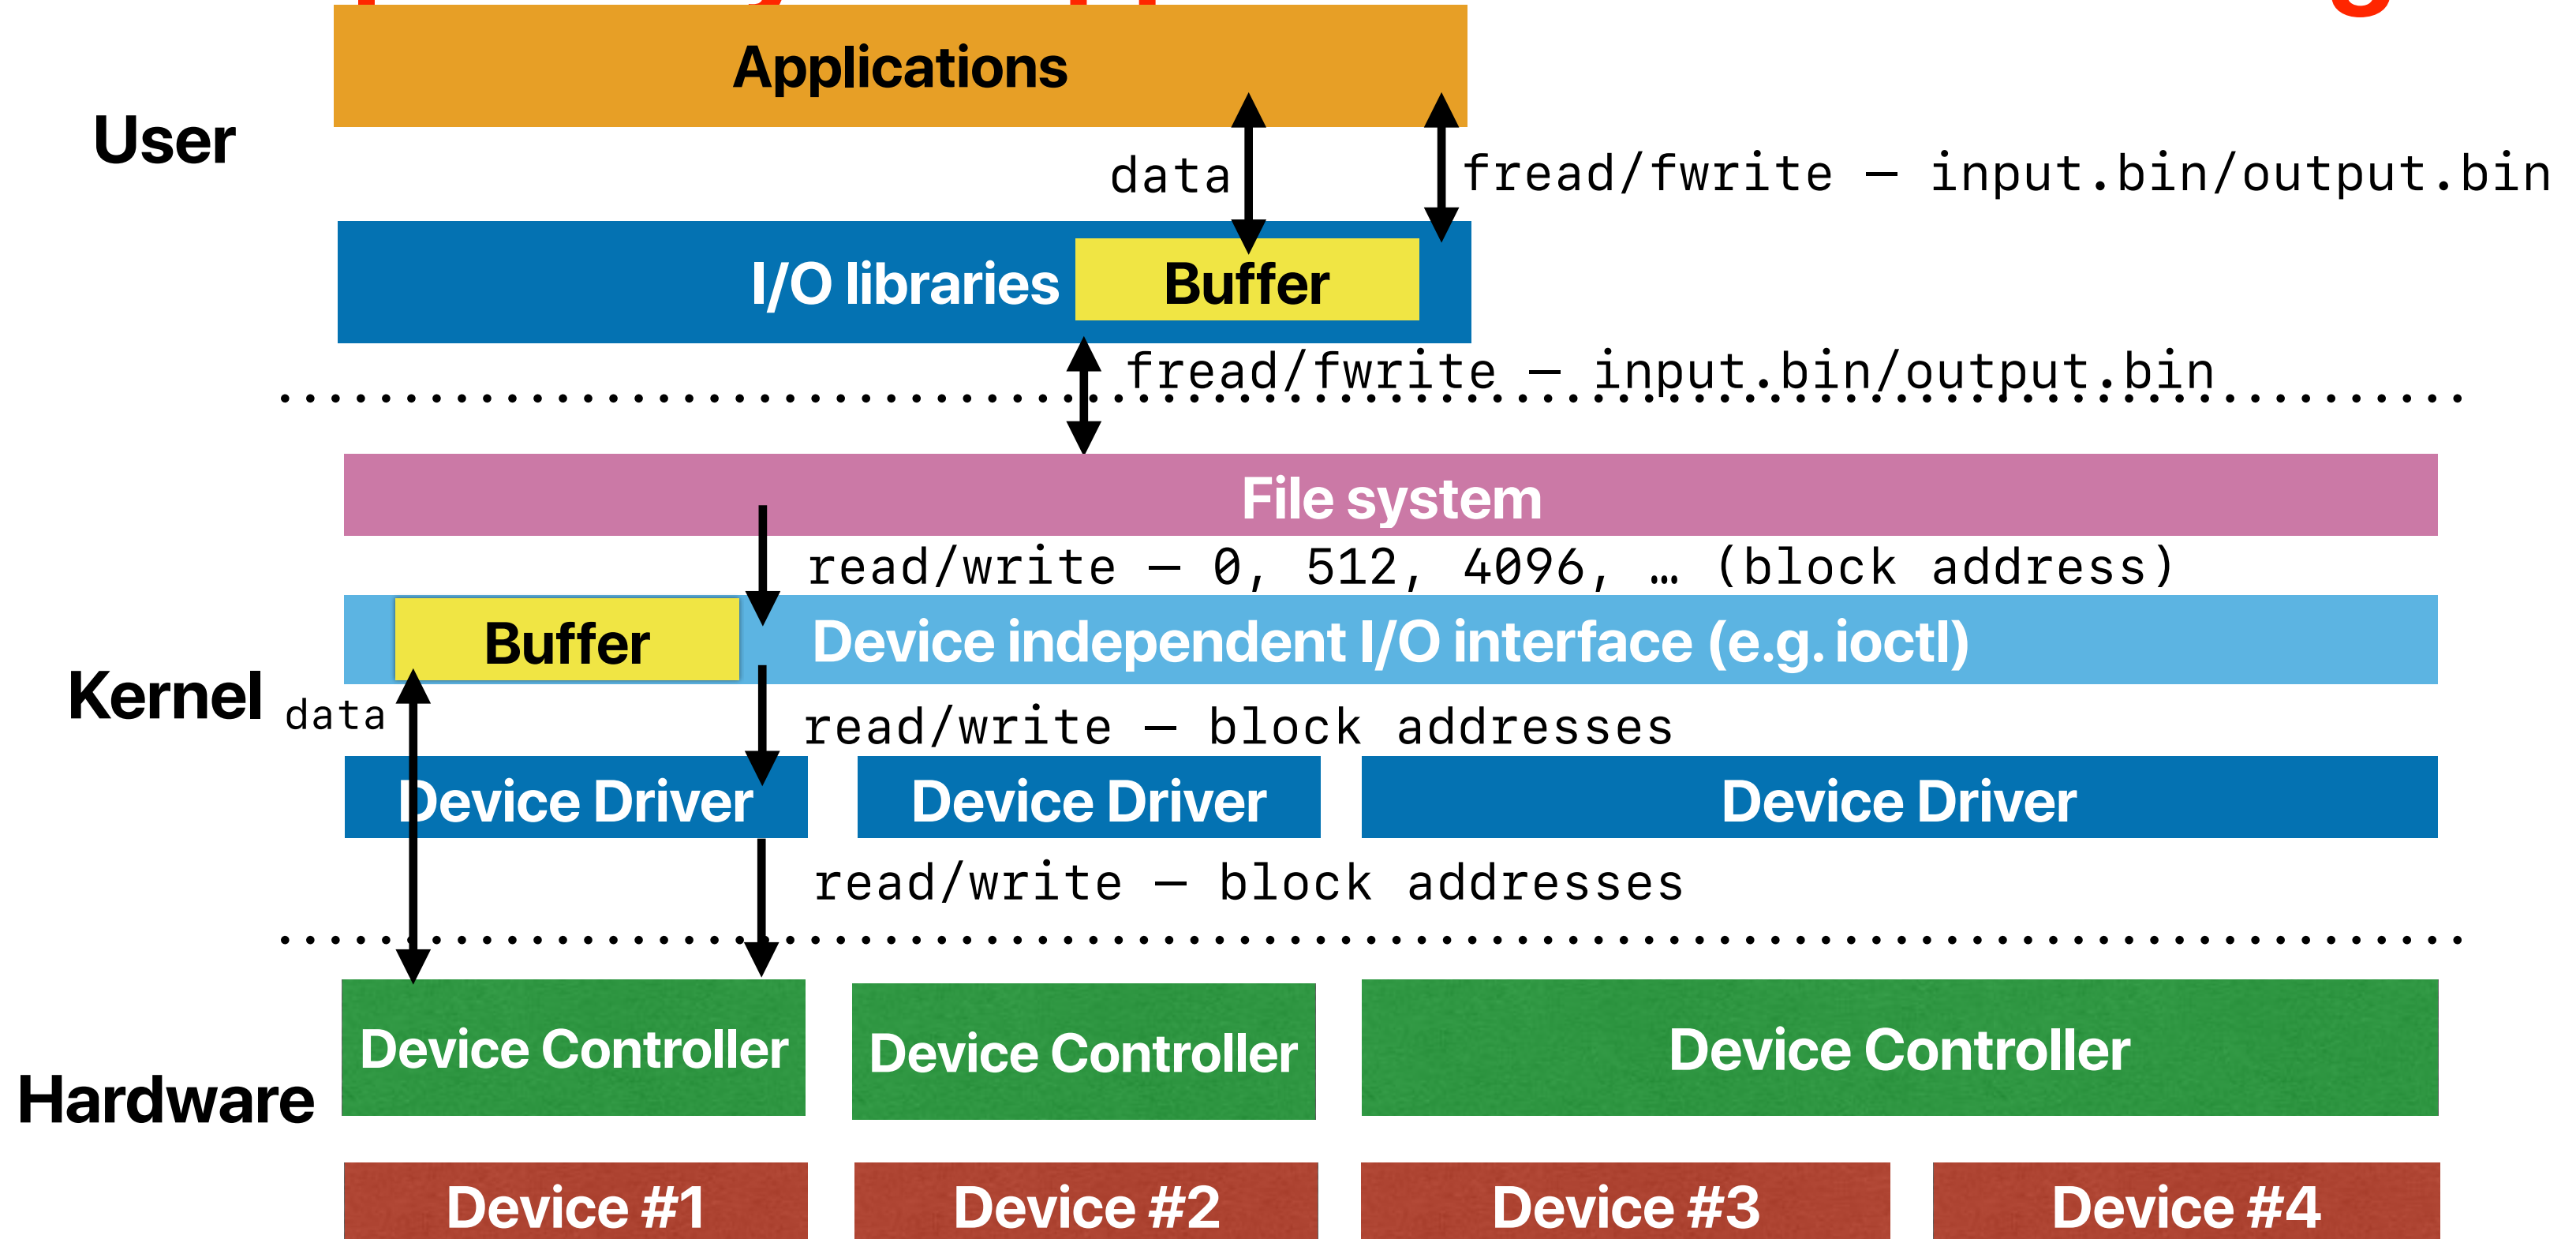 Applications
User
data
fread/fwrite — input.bin/output.bin
I/O libraries
Buffer
fread/fwrite — input.bin/output.bin
File system
read/write — 0, 512, 4096, … (block address)
Buffer
Device independent I/O interface (e.g. ioctl)
Kernel
data
read/write — block addresses
Device Driver
Device Driver
Device Driver
read/write — block addresses
Device Controller
Device Controller
Device Controller
Hardware
Device #1
Device #2
Device #3
Device #4